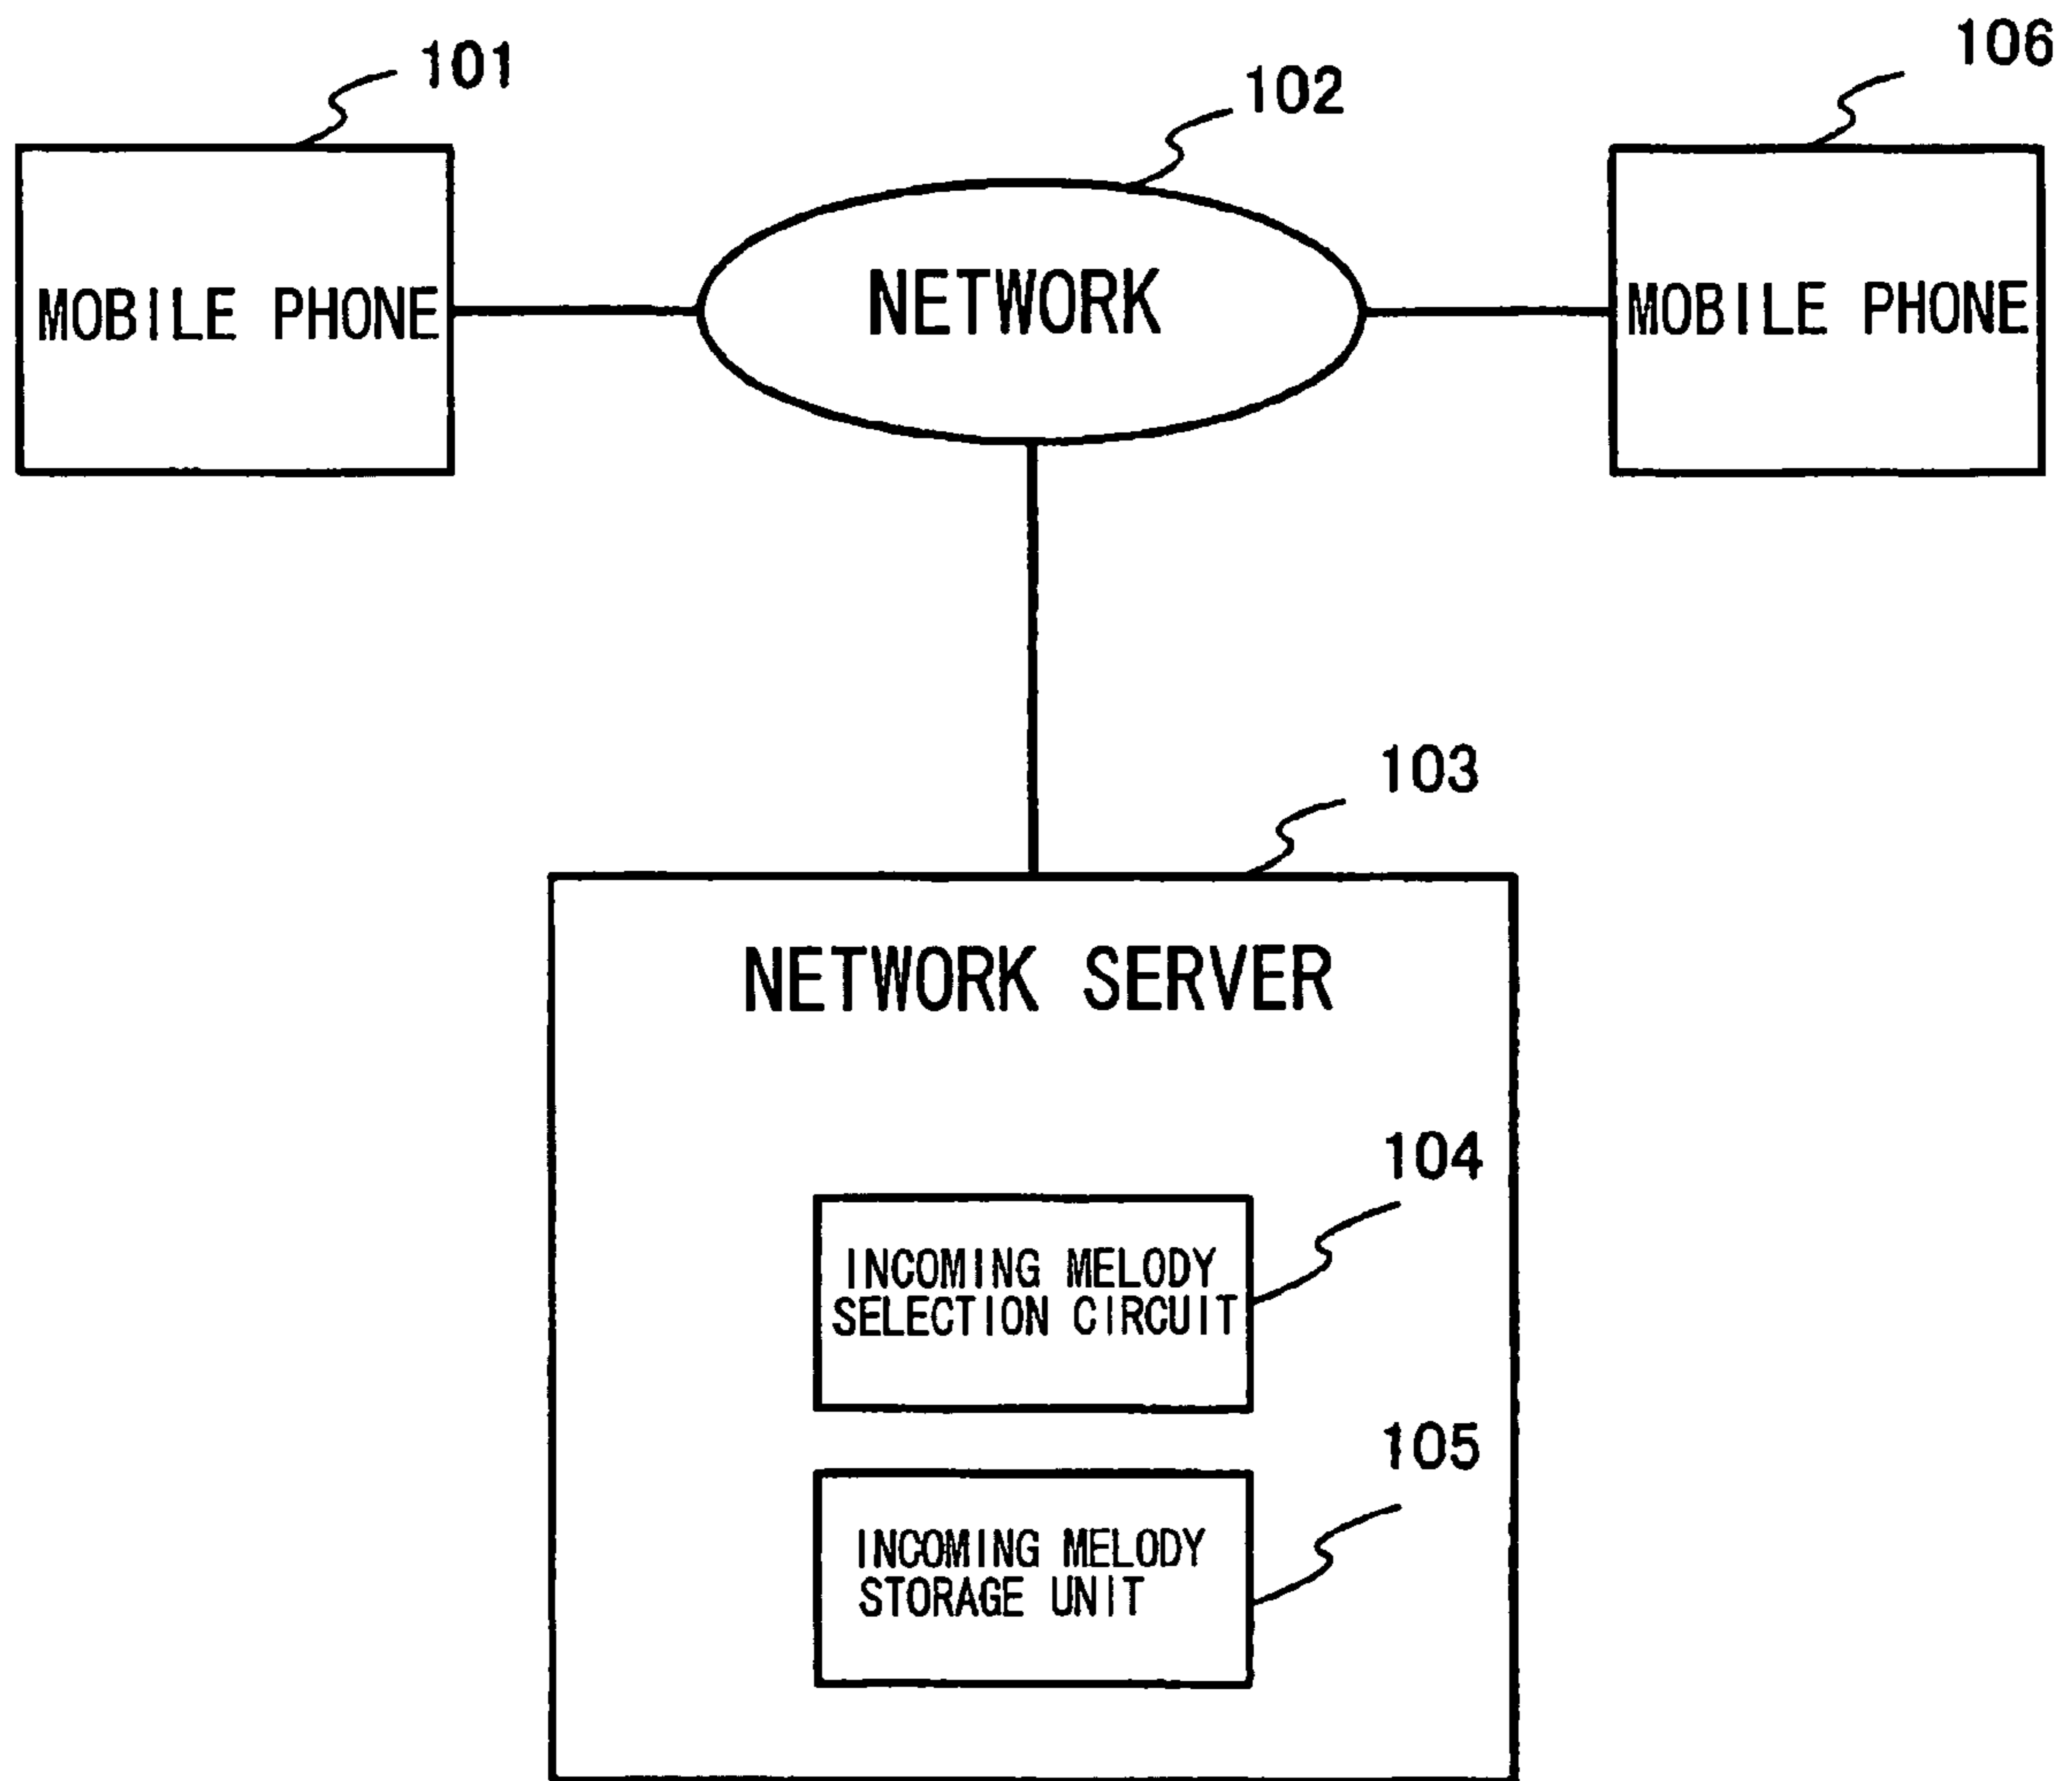 101
102
106
MOBILE PHONE
NETWORK
MOBILE PHONE
103
NETWORK SERVER
104
INCOMING MELODY
SELECTION CIRCUIT
105
INCOMING MELODY
STORAGE UNIT